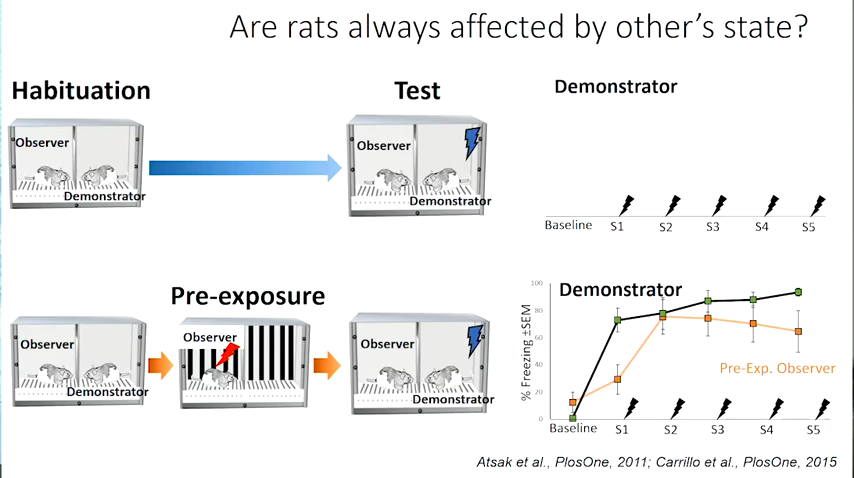 Are rats always affected by other's state?
Habituation
Test
Demonstrator
Observer
Demonstrator
Observer
Demonstrator
Baseline S1 S2 S3 S4 S5
Pre-exposure
Observer
Demonstrator
Observer
Observer
Demonstrator
Demonstrator
% Freezing ±SEM
100
80
60
40
20
0
Pre-Exp. Observer
Baseline S1 S2 S3 S4 S5
Atsak et al., PlosOne, 2011; Carrillo et al., PlosOne, 2015